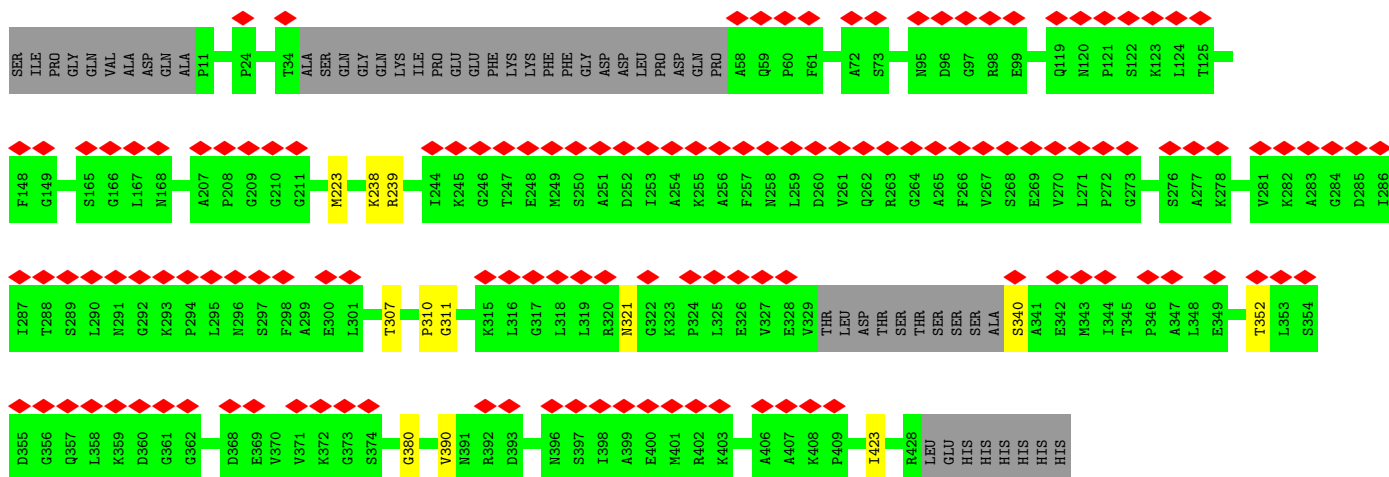 SER ILE PRO GLY GLN VAL ALA ASP GLN ALA P11 P24 T34 ALA SER GLN GLY GLN LYS ILE PRO GLU GLU PHE LYS LYS PHE PHE GLY ASP ASP LEU PRO ASP GLN PRO A58 Q59 P60 F61 A72 S73 N95 D96 G97 R98 E99 Q119 N120 P121 S122 K123 L124 T125
F148 G149 S165 G166 L167 N168 A207 P208 G209 G210 G211 M223 K238 R239 I244 K245 G246 T247 E248 M249 S250 A251 D252 I253 A254 K255 A256 F257 N258 L259 D260 V261 Q262 R263 G264 A265 F266 V267 S268 E269 V270 L271 P272 G273 S276 A277 K278 V281 K282 A283 G284 D285 I286
I287 T288 S289 L290 N291 G292 K293 P294 L295 N296 S297 F298 A299 E300 L301 T307 P310 G311 K315 L316 G317 L318 L319 R320 N321 G322 K323 P324 L325 E326 V327 E328 V329 THR LEU ASP THR SER THR SER SER SER ALA S340 A341 E342 M343 I344 T345 P346 A347 L348 E349 T352 L353 S354
D355 G356 Q357 L358 K359 D360 G361 G362 D368 E369 V370 V371 K372 G373 S374 G380 V390 N391 R392 D393 N396 S397 I398 A399 E400 M401 R402 K403 A406 A407 K408 P409 I423 R428 LEU GLU HIS HIS HIS HIS HIS HIS